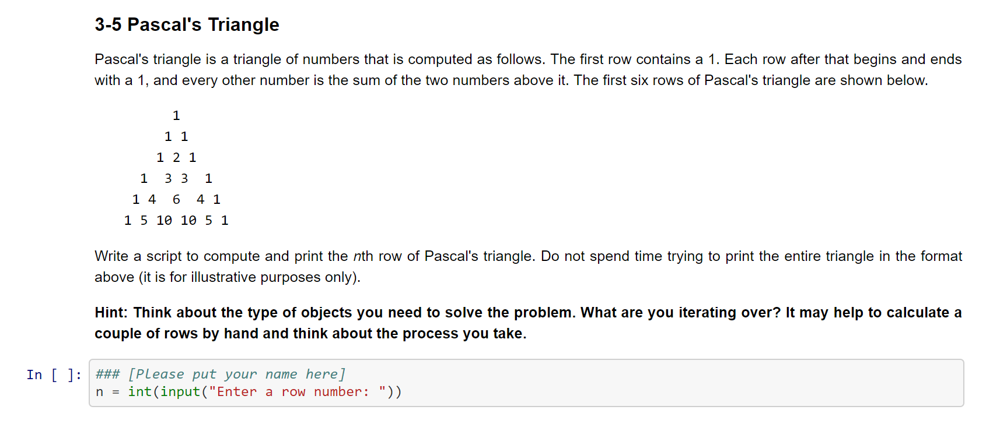 3-5 Pascal's Triangle
Pascal's triangle is a triangle of numbers that is computed as follows. The first row contains a 1. Each row after that begins and ends
with a 1, and every other number is the sum of the two numbers above it. The first six rows of Pascal's triangle are shown below.
1
1 1
1 2 1
1 3 3 1
1 4 6 4 1
1 5 10 10 5 1
Write a script to compute and print the nth row of Pascal's triangle. Do not spend time trying to print the entire triangle in the format
above (it is for illustrative purposes only).
Hint: Think about the type of objects you need to solve the problem. What are you iterating over? It may help to calculate a
couple of rows by hand and think about the process you take.
In [ ]: ### [Please put your name here]
n = int(input("Enter a row number: "))